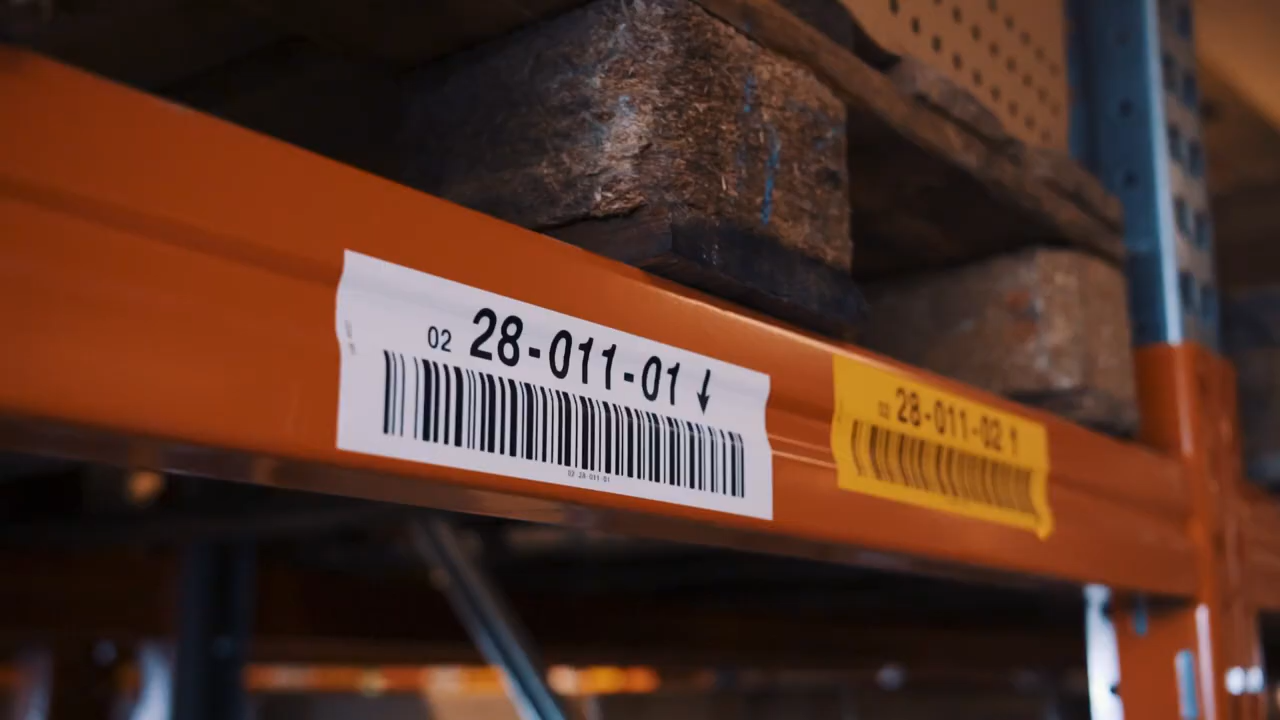 02 28-011-01 ↓
02 28 011 01
02 28-011-02 ↑